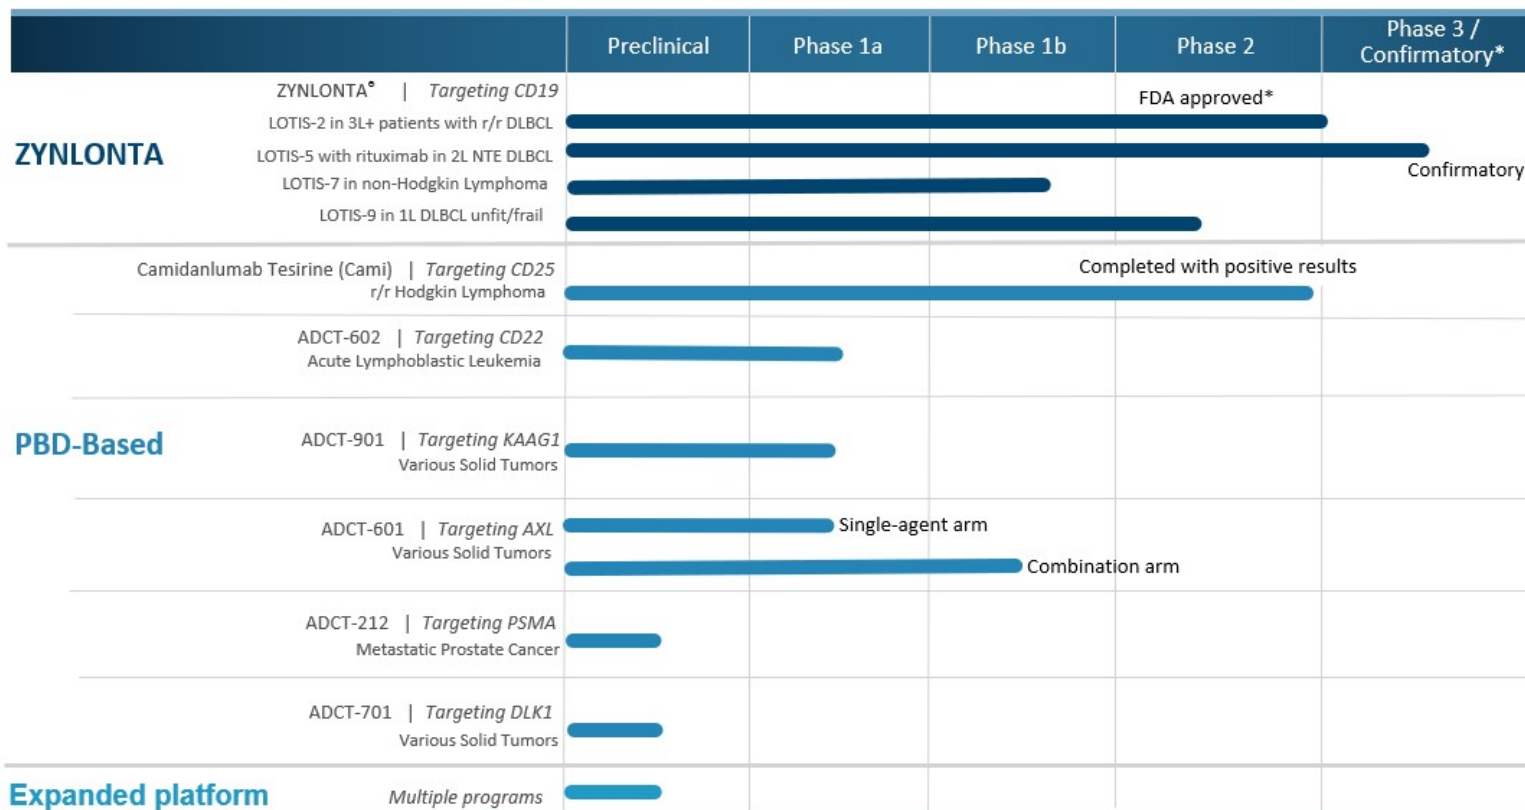 Preclinical
Phase 1a
Phase 1b
Phase 2
Phase 3 /
Confirmatory*
ZYNLONTA
ZYNLONTA® | Targeting CD19
FDA approved*
LOTIS-2 in 3L+ patients with r/r DLBCL
LOTIS-5 with rituximab in 2L NTE DLBCL
Confirmatory
LOTIS-7 in non-Hodgkin Lymphoma
LOTIS-9 in 1L DLBCL unfit/frail
PBD-Based
Camidanlumab Tesirine (Cami) | Targeting CD25
Completed with positive results
r/r Hodgkin Lymphoma
ADCT-602 | Targeting CD22
Acute Lymphoblastic Leukemia
ADCT-901 | Targeting KAAG1
Various Solid Tumors
ADCT-601 | Targeting AXL
Single-agent arm
Various Solid Tumors
Combination arm
ADCT-212 | Targeting PSMA
Metastatic Prostate Cancer
ADCT-701 | Targeting DLK1
Various Solid Tumors
Expanded platform
Multiple programs